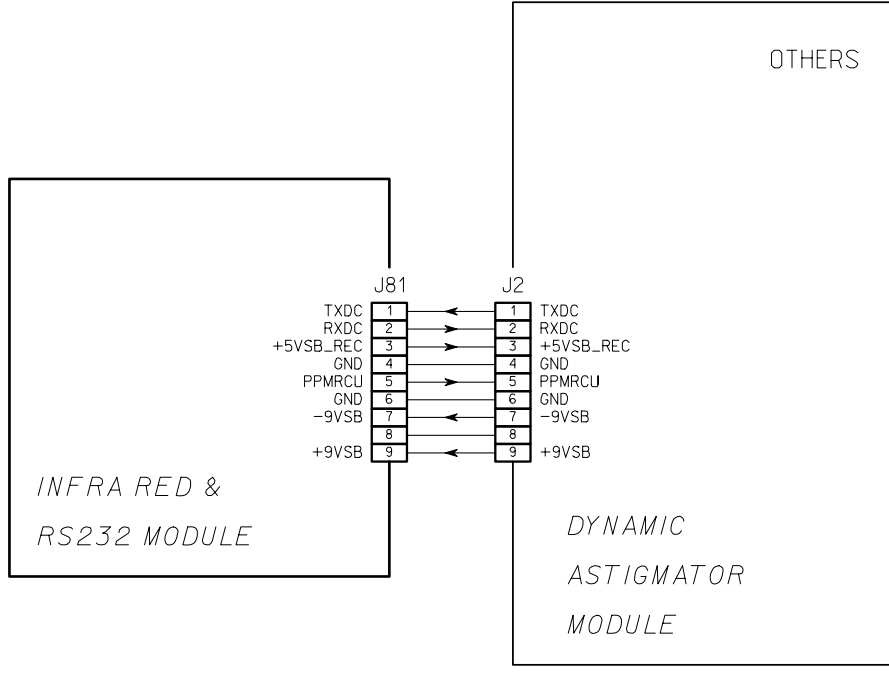 OTHERS
J81 J2
TXDC 1 1 TXDC
RXDC 2 2 RXDC
+5VSB_REC 3 3 +5VSB_REC
GND 4 4 GND
PPMRCU 5 5 PPMRCU
GND 6 6 GND
-9VSB 7 7 -9VSB
8 8
+9VSB 9 9 +9VSB
INFRA RED &
RS232 MODULE
DYNAMIC
ASTIGMATOR
MODULE